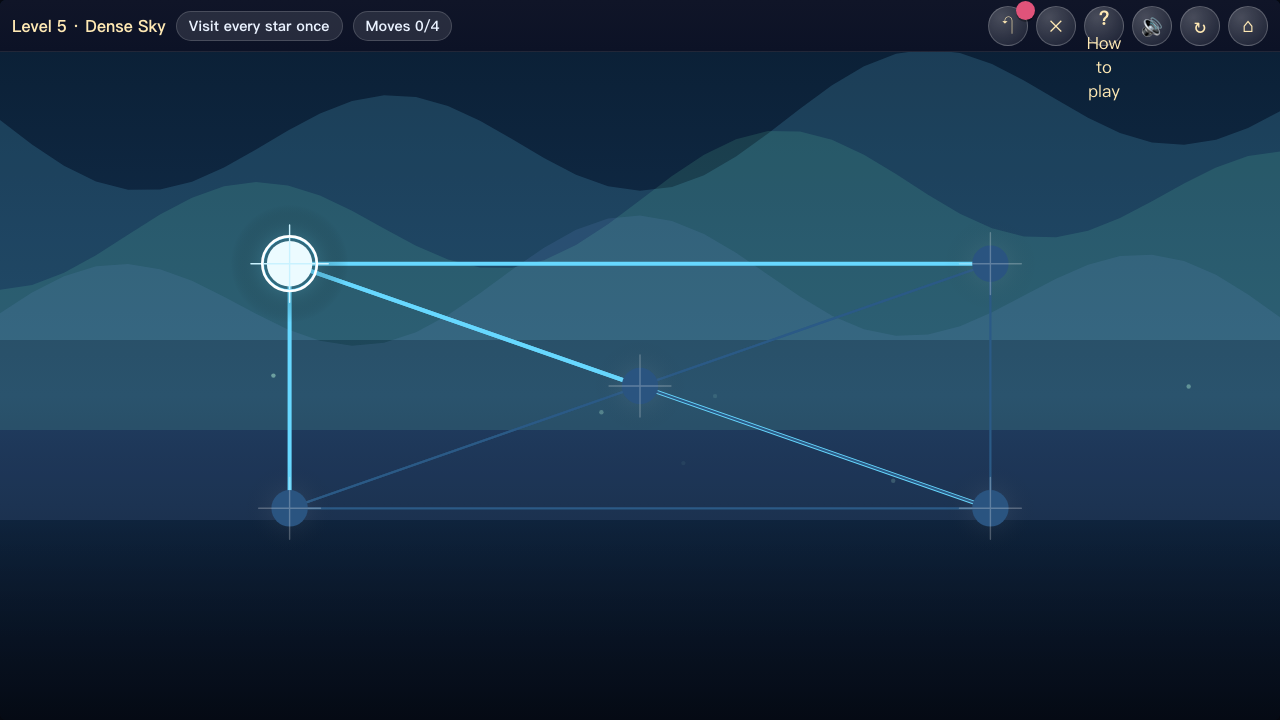 Level 5 · Dense Sky
Visit every star once
Moves 0/4
?
How
to
play